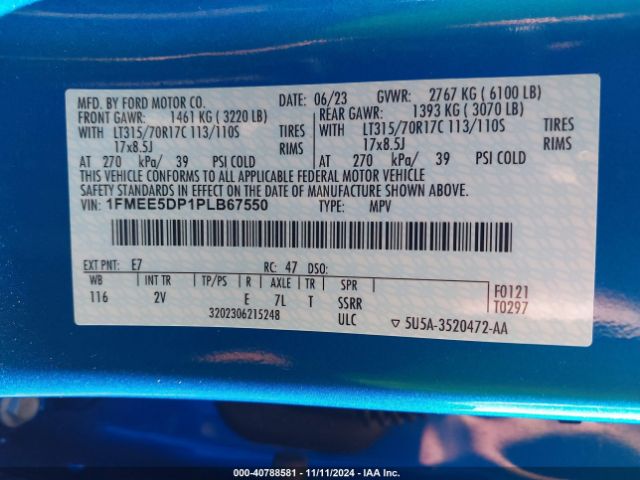 MFD. BY FORD MOTOR CO.
DATE: 06/23 GVWR: 2767 KG ( 6100 LB)
FRONT GAWR: 1461 KG ( 3220 LB) REAR GAWR: 1393 KG ( 3070 LB)
WITH LT315/70R17C 113/110S TIRES WITH LT315/70R17C 113/110S TIRES
17x8.5J RIMS 17x8.5J RIMS
AT 270 kPa/ 39 PSI COLD AT 270 kPa/ 39 PSI COLD
THIS VEHICLE CONFORMS TO ALL APPLICABLE FEDERAL MOTOR VEHICLE
SAFETY STANDARDS IN EFFECT ON THE DATE OF MANUFACTURE SHOWN ABOVE.
VIN: 1FMEE5DP1PLB67550 TYPE: MPV
EXT PNT: E7 RC: 47 DSO:
WB INT TR TP/PS R AXLE TR SPR
116 2V E 7L T SSRR
F0121
T0297
3202306215248 ULC 5U5A-3520472-AA
000-40788581 - 11/11/2024 - IAA Inc.